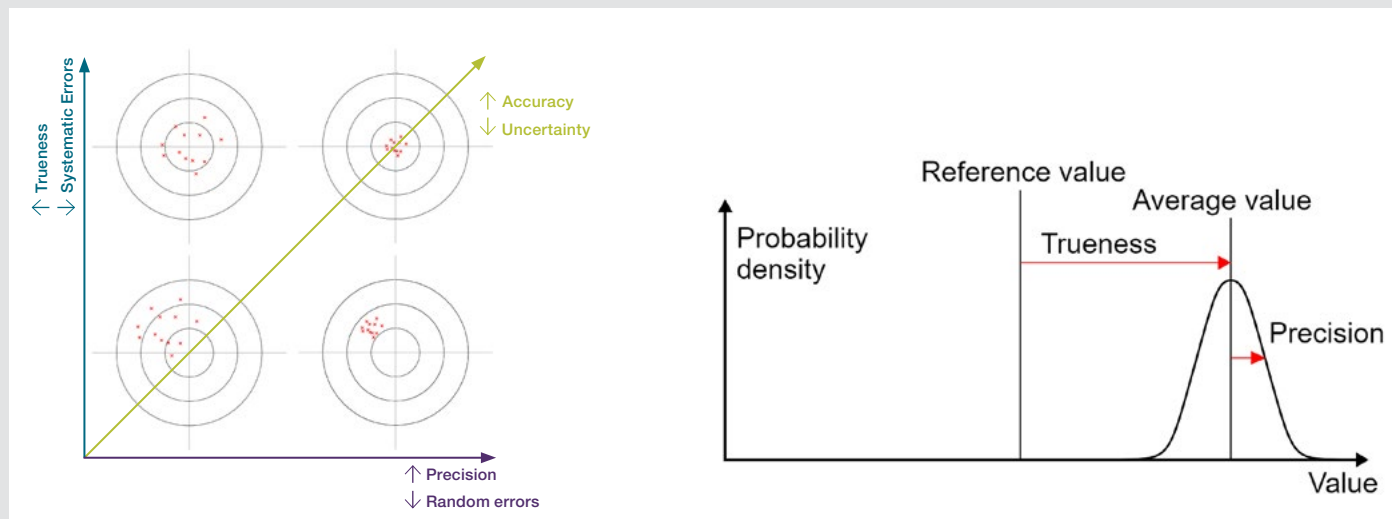 ↑ Trueness
↓ Systematic Errors
↑ Accuracy
↓ Uncertainty
↑ Precision
↓ Random errors
Reference value
Average value
Trueness
Probability
density
Precision
Value